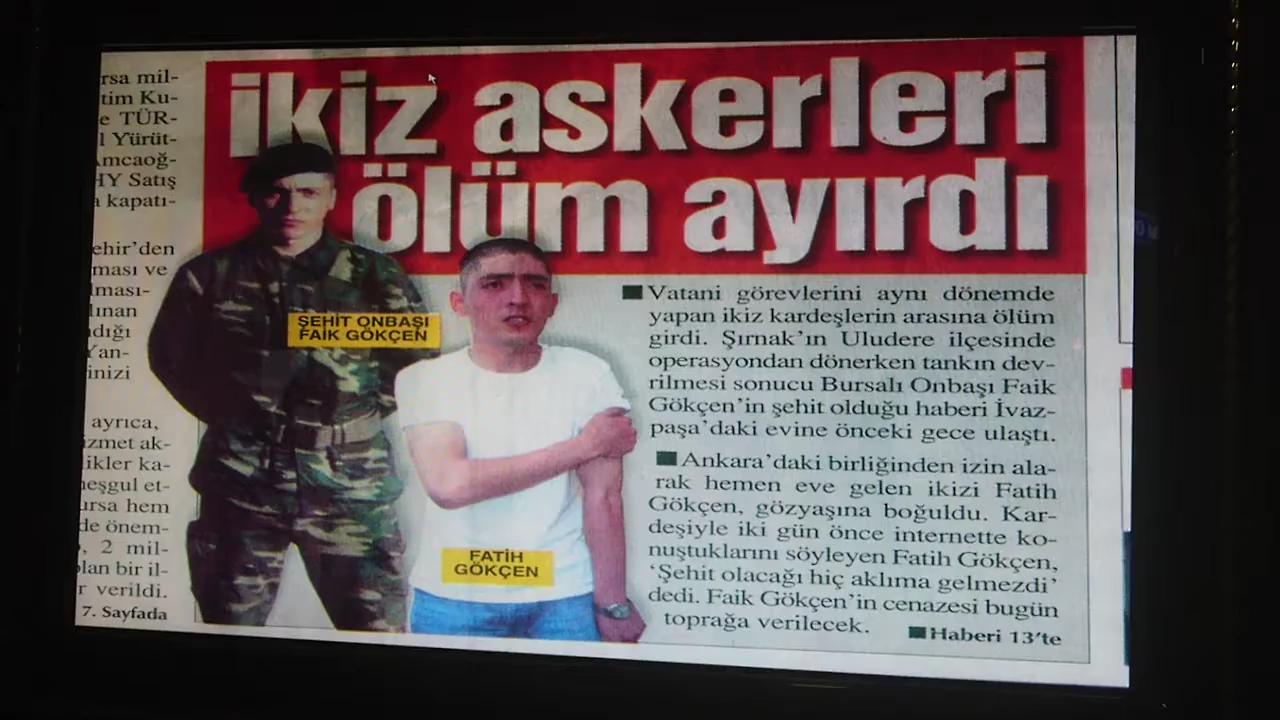 ikiz askerleri
ölüm ayırdı
ŞEHİT ONBAŞI
FAİK GÖKÇEN
FATİH
GÖKÇEN
Vatani görevlerini aynı dönemde
yapan ikiz kardeşlerin arasına ölüm
girdi. Şırnak'ın Uludere ilçesinde
operasyondan dönerken tankın dev-
rilmesi sonucu Bursalı Onbaşı Faik
Gökçen'in şehit olduğu haberi İvaz-
paşa'daki evine önceki gece ulaştı.
Ankara'daki birliğinden izin ala-
rak hemen eve gelen ikizi Fatih
Gökçen, gözyaşına boğuldu. Kar-
deşiyle iki gün önce internette ko-
nuştuklarını söyleyen Fatih Gökçen,
'Şehit olacağı hiç aklıma gelmezdi'
dedi. Faik Gökçen'in cenazesi bugün
toprağa verilecek.
Haberi 13'te
rsa mil-
tim Ku-
e TÜR-
l Yürüt-
Amcaoğ-
HY Satış
a kapatı-
ehir'den
ması ve
ması-
lınan
dığı
Yan-
inizi
ayrıca,
izmet ak-
likler ka-
neşgul et-
ursa hem
de önem-
, 2 mil-
olan bir il-
r verildi.
7. Sayfada